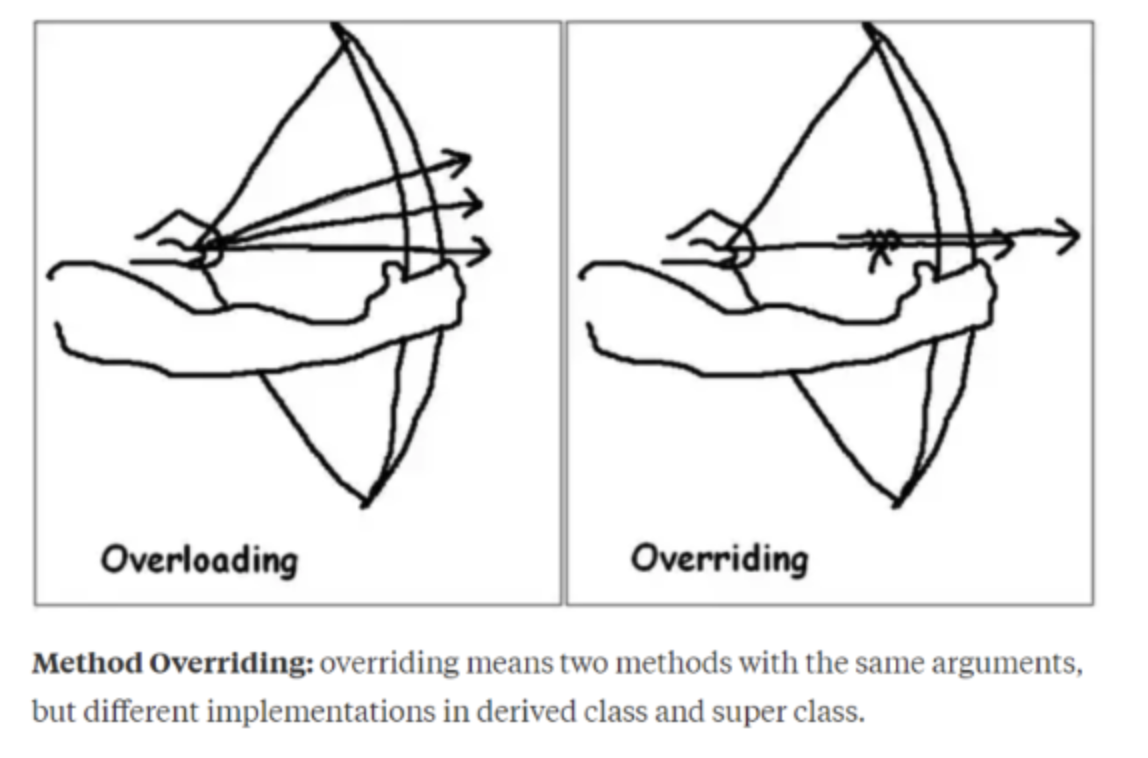 Overloading
Overriding
Method Overriding: overriding means two methods with the same arguments,
but different implementations in derived class and super class.